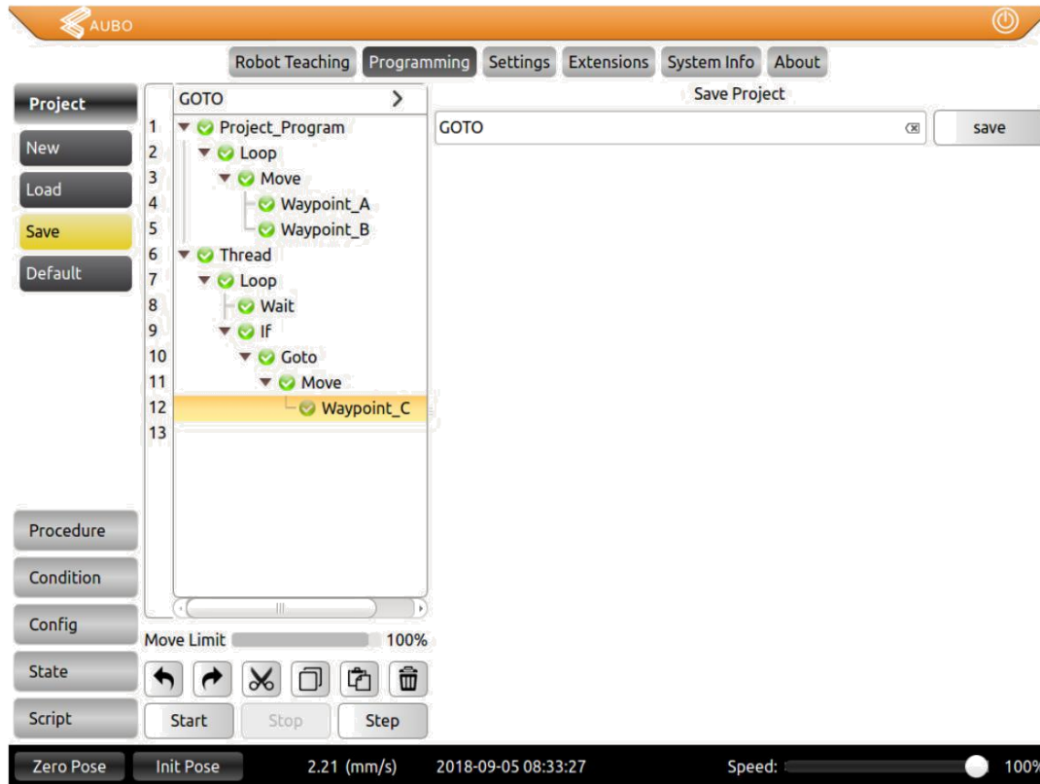 AUBO
Robot Teaching Programming Settings Extensions System Info About
Project
New
Load
Save
Default
GOTO
1 Project_Program
2 Loop
3 Move
4 Waypoint_A
5 Waypoint_B
6 Thread
7 Loop
8 Wait
9 If
10 Goto
11 Move
12 Waypoint_C
13
Save Project
GOTO save
Procedure
Condition
Config
State
Script
Move Limit 100%
Start Stop Step
Zero Pose Init Pose 2.21 (mm/s) 2018-09-05 08:33:27 Speed: 100%